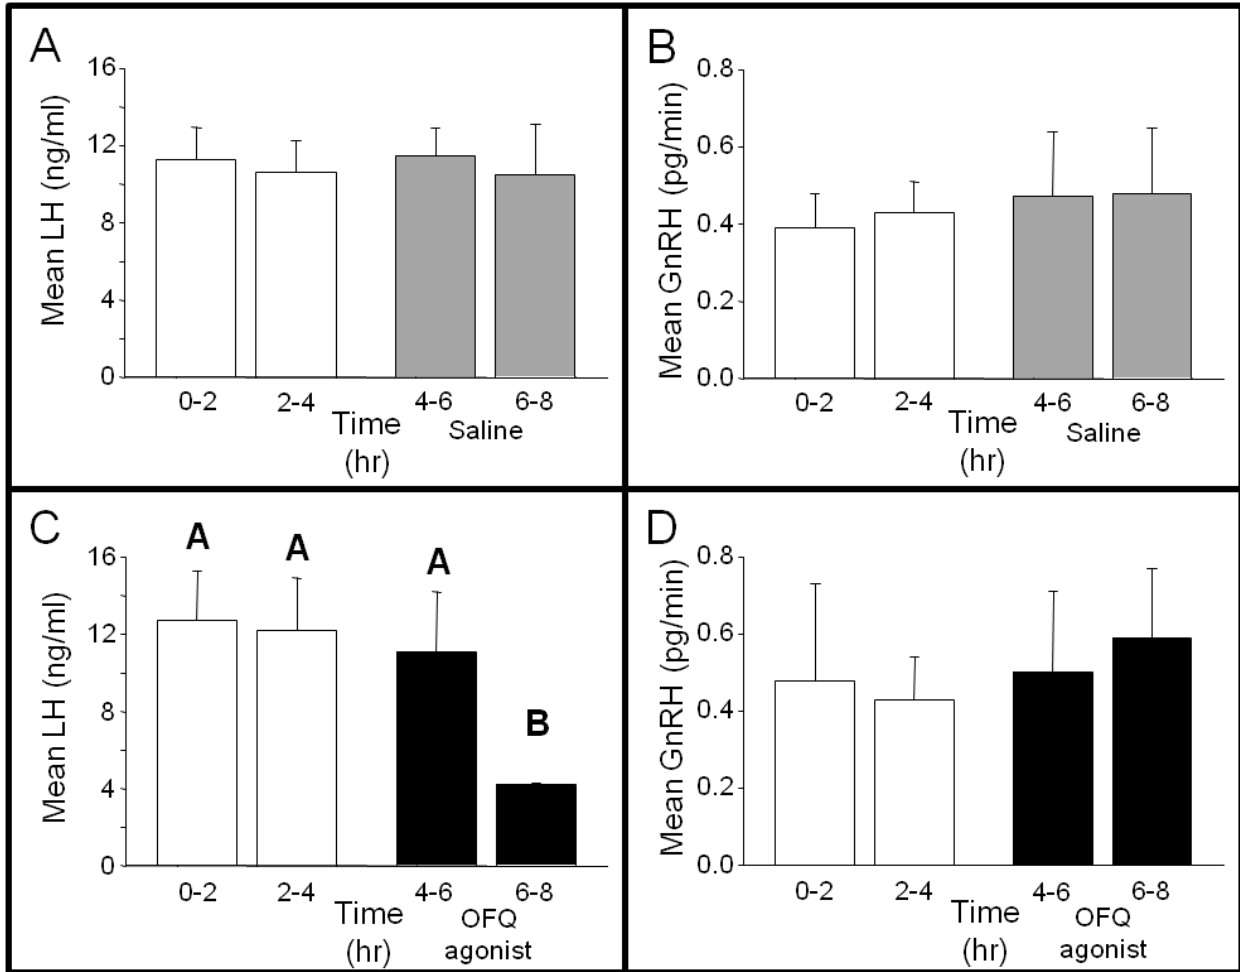 A
Mean LH (ng/ml)
16
12
8
4
0
0-2 2-4 4-6 6-8
Time Saline
(hr)
B
Mean GnRH (pg/min)
0.8
0.6
0.4
0.2
0.0
0-2 2-4 4-6 6-8
Time Saline
(hr)
C
Mean LH (ng/ml)
16
12
8
4
0
A A A B
0-2 2-4 4-6 6-8
Time OFQ
(hr) agonist
D
Mean GnRH (pg/min)
0.8
0.6
0.4
0.2
0.0
0-2 2-4 4-6 6-8
Time OFQ
(hr) agonist